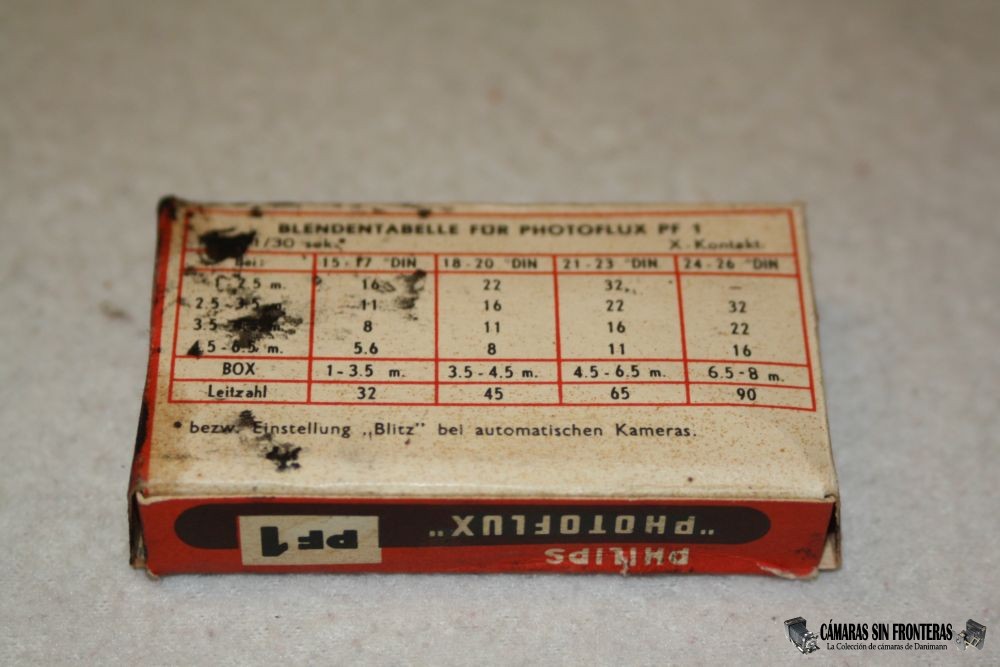 BLENDENTABELLE FÜR PHOTOFLUX PF 1
1/30 sek.* X-Kontakt
bei: 15-17 °DIN 18-20 °DIN 21-23 °DIN 24-26 °DIN
2.5 m. 16 22 32 –
2.5-3.5 m. 11 16 22 32
3.5 m. 8 11 16 22
4.5-6.5 m. 5.6 8 11 16
BOX 1-3.5 m. 3.5-4.5 m. 4.5-6.5 m. 6.5-8 m.
Leitzahl 32 45 65 90
* bezw. Einstellung „Blitz" bei automatischen Kameras.
PHILIPS
"PHOTOFLUX"
PF1
CÁMARAS SIN FRONTERAS
La Colección de cámaras de Danimann